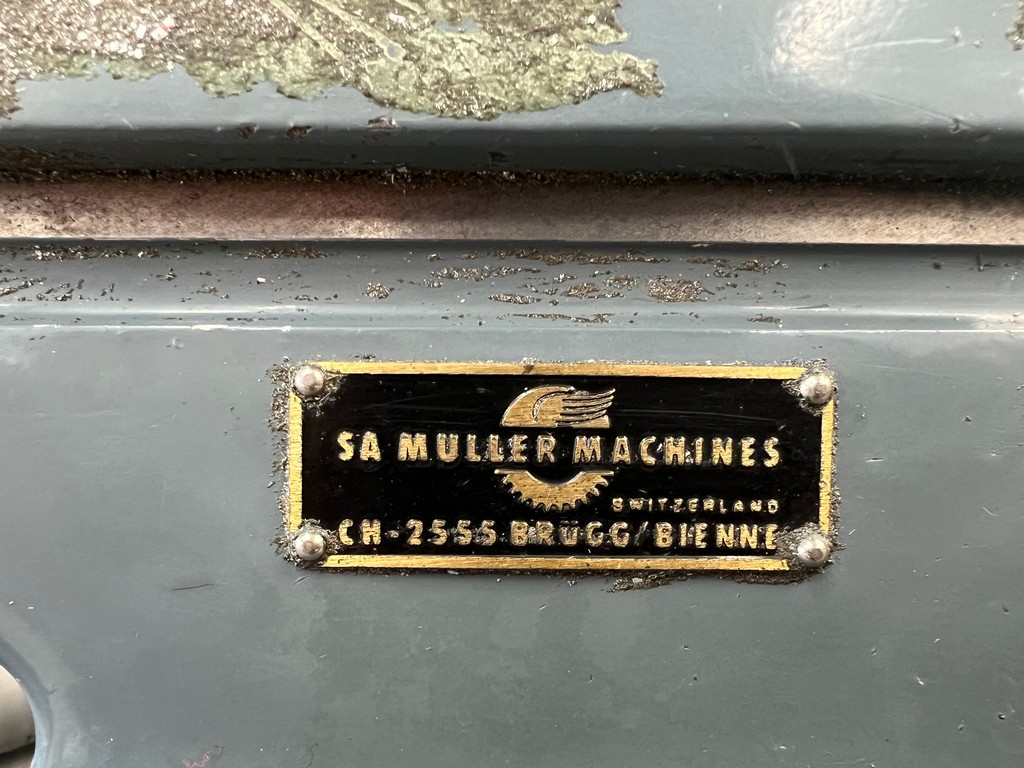 SA MULLER MACHINES
SWITZERLAND
CH-2555 BRÜGG/BIENNE